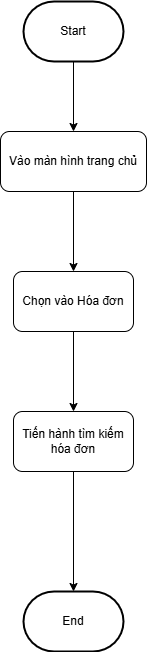 Start
Vào màn hình trang chủ
Chọn vào Hóa đơn
Tiến hành tìm kiếm
hóa đơn
End